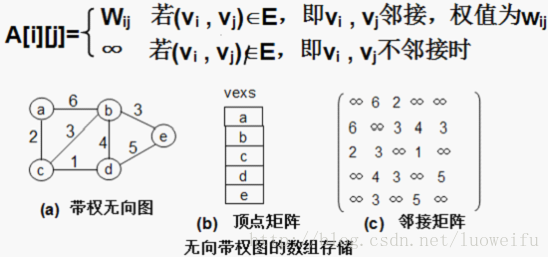 A[i][j]= { Wij 若(vi , vj)∈E，即vi , vj邻接，权值为wij
∞ 若(vi , vj)∉E，即vi , vj不邻接时
vexs
a 6 b 3 e
2 3 4 5
c 1 d
a
b
c
d
e
∞ 6 2 ∞ ∞
6 ∞ 3 4 3
2 3 ∞ 1 ∞
∞ 4 3 ∞ 5
∞ 3 ∞ 5 ∞
(a) 带权无向图
(b) 顶点矩阵
(c) 邻接矩阵
无向带权图的数组存储
http://blog.csdn.net/luoweifu